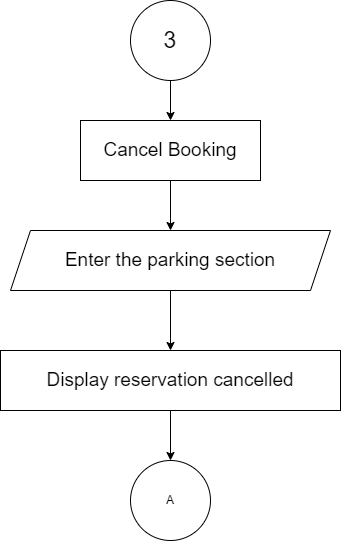 3
Cancel Booking
Enter the parking section
Display reservation cancelled
A